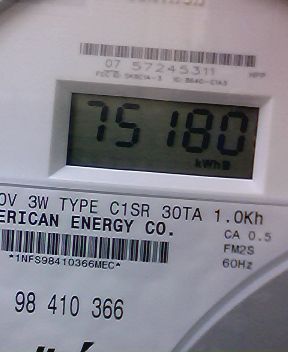 07 57245311
HPP
75180
kWh
0V 3W TYPE C1SR 30TA 1.0Kh
ERICAN ENERGY CO.
CA 0.5
FM2S
*1NFS98410366MEC*
60Hz
98 410 366